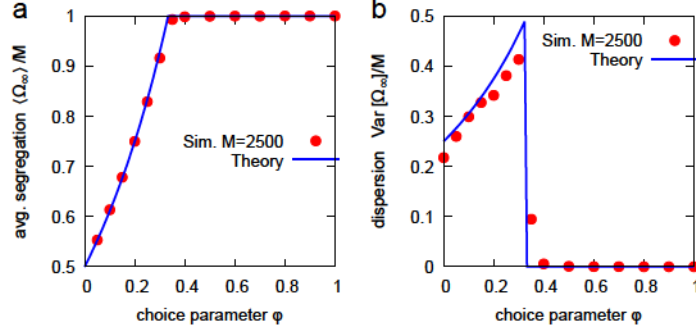 a
avg. segregation ⟨Ω∞⟩/M
1
0.9
0.8
0.7
0.6
0.5
Sim. M=2500
Theory
0 0.2 0.4 0.6 0.8 1
choice parameter φ
b
dispersion Var [Ω∞]/M
0.5
0.4
0.3
0.2
0.1
0
Sim. M=2500
Theory
0 0.2 0.4 0.6 0.8 1
choice parameter φ